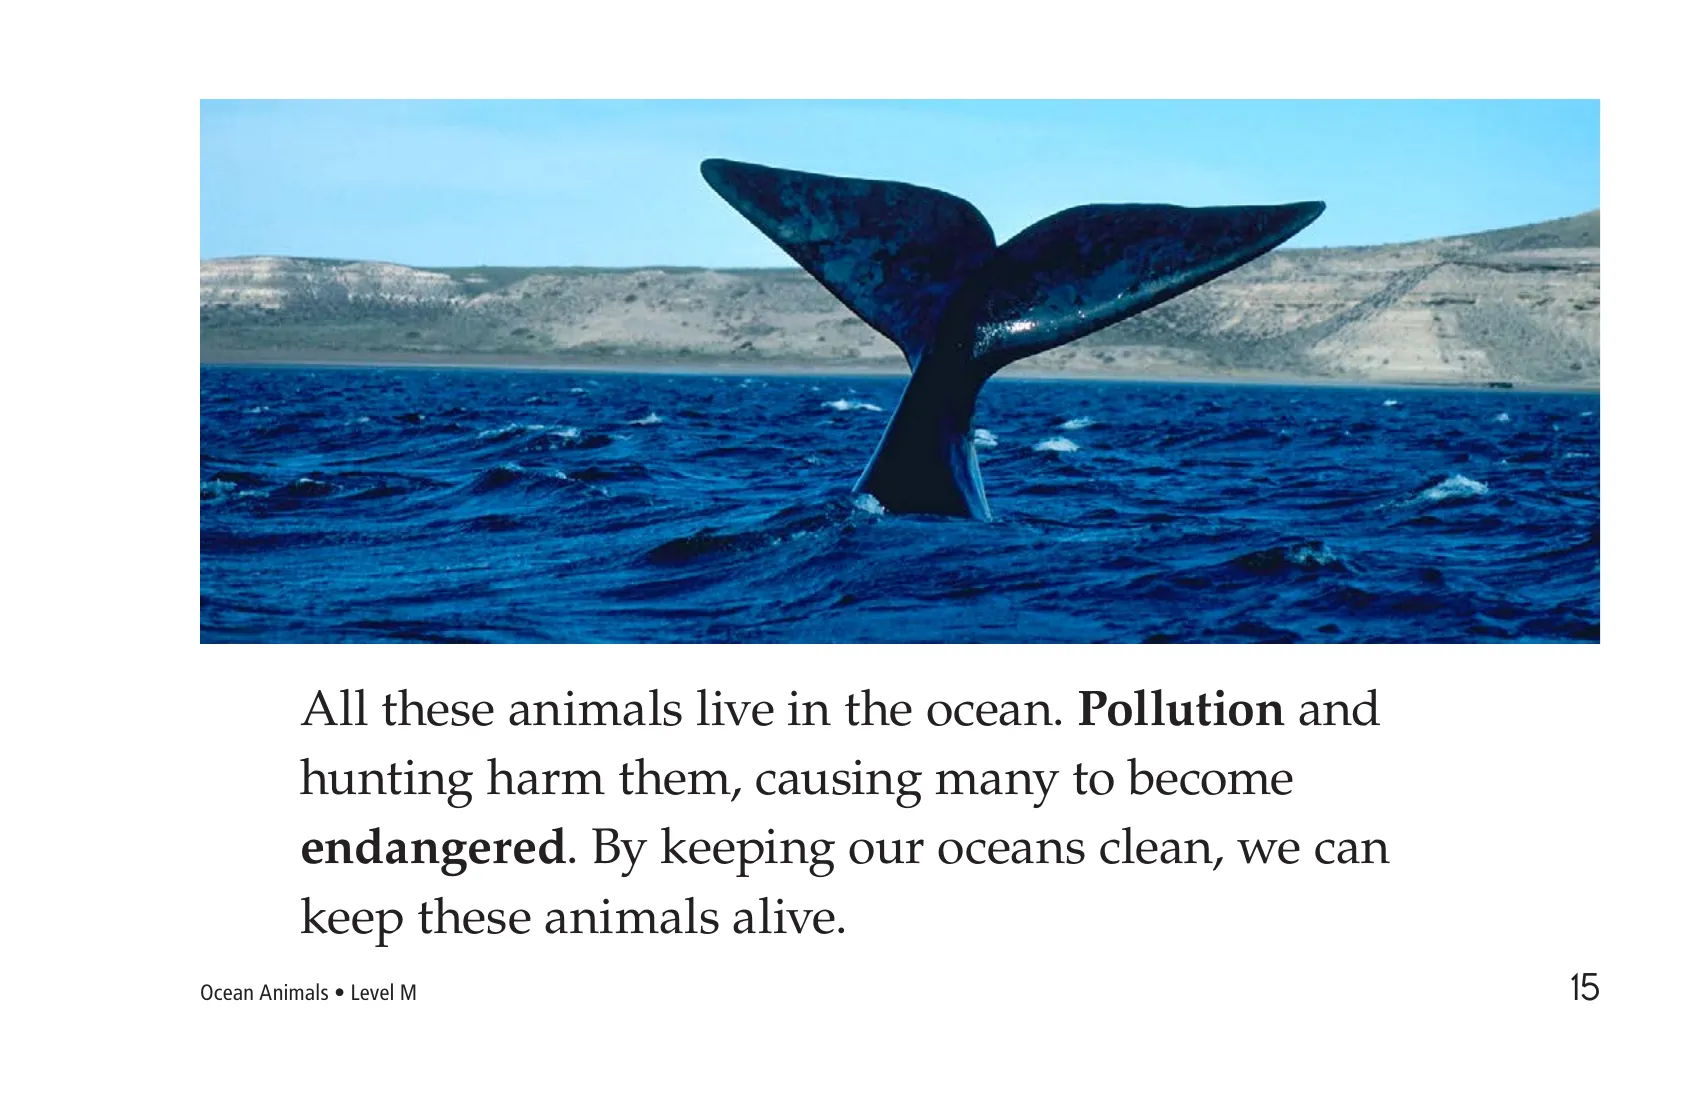 All these animals live in the ocean. Pollution and
hunting harm them, causing many to become
endangered. By keeping our oceans clean, we can
keep these animals alive.
Ocean Animals • Level M
15